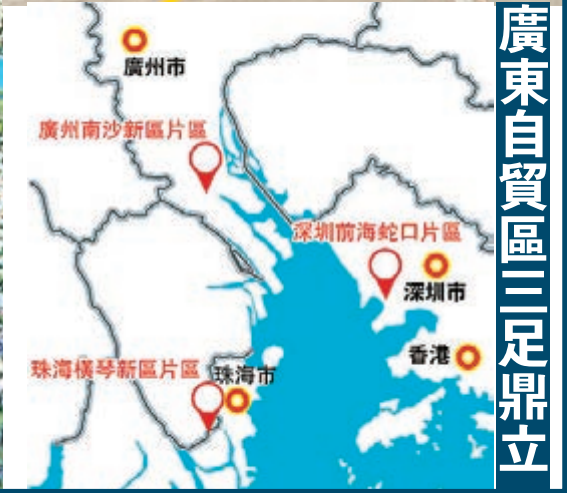 廣東自貿區三足鼎立
廣州市
廣州南沙新區片區
深圳前海蛇口片區
深圳市
香港
珠海橫琴新區片區
珠海市